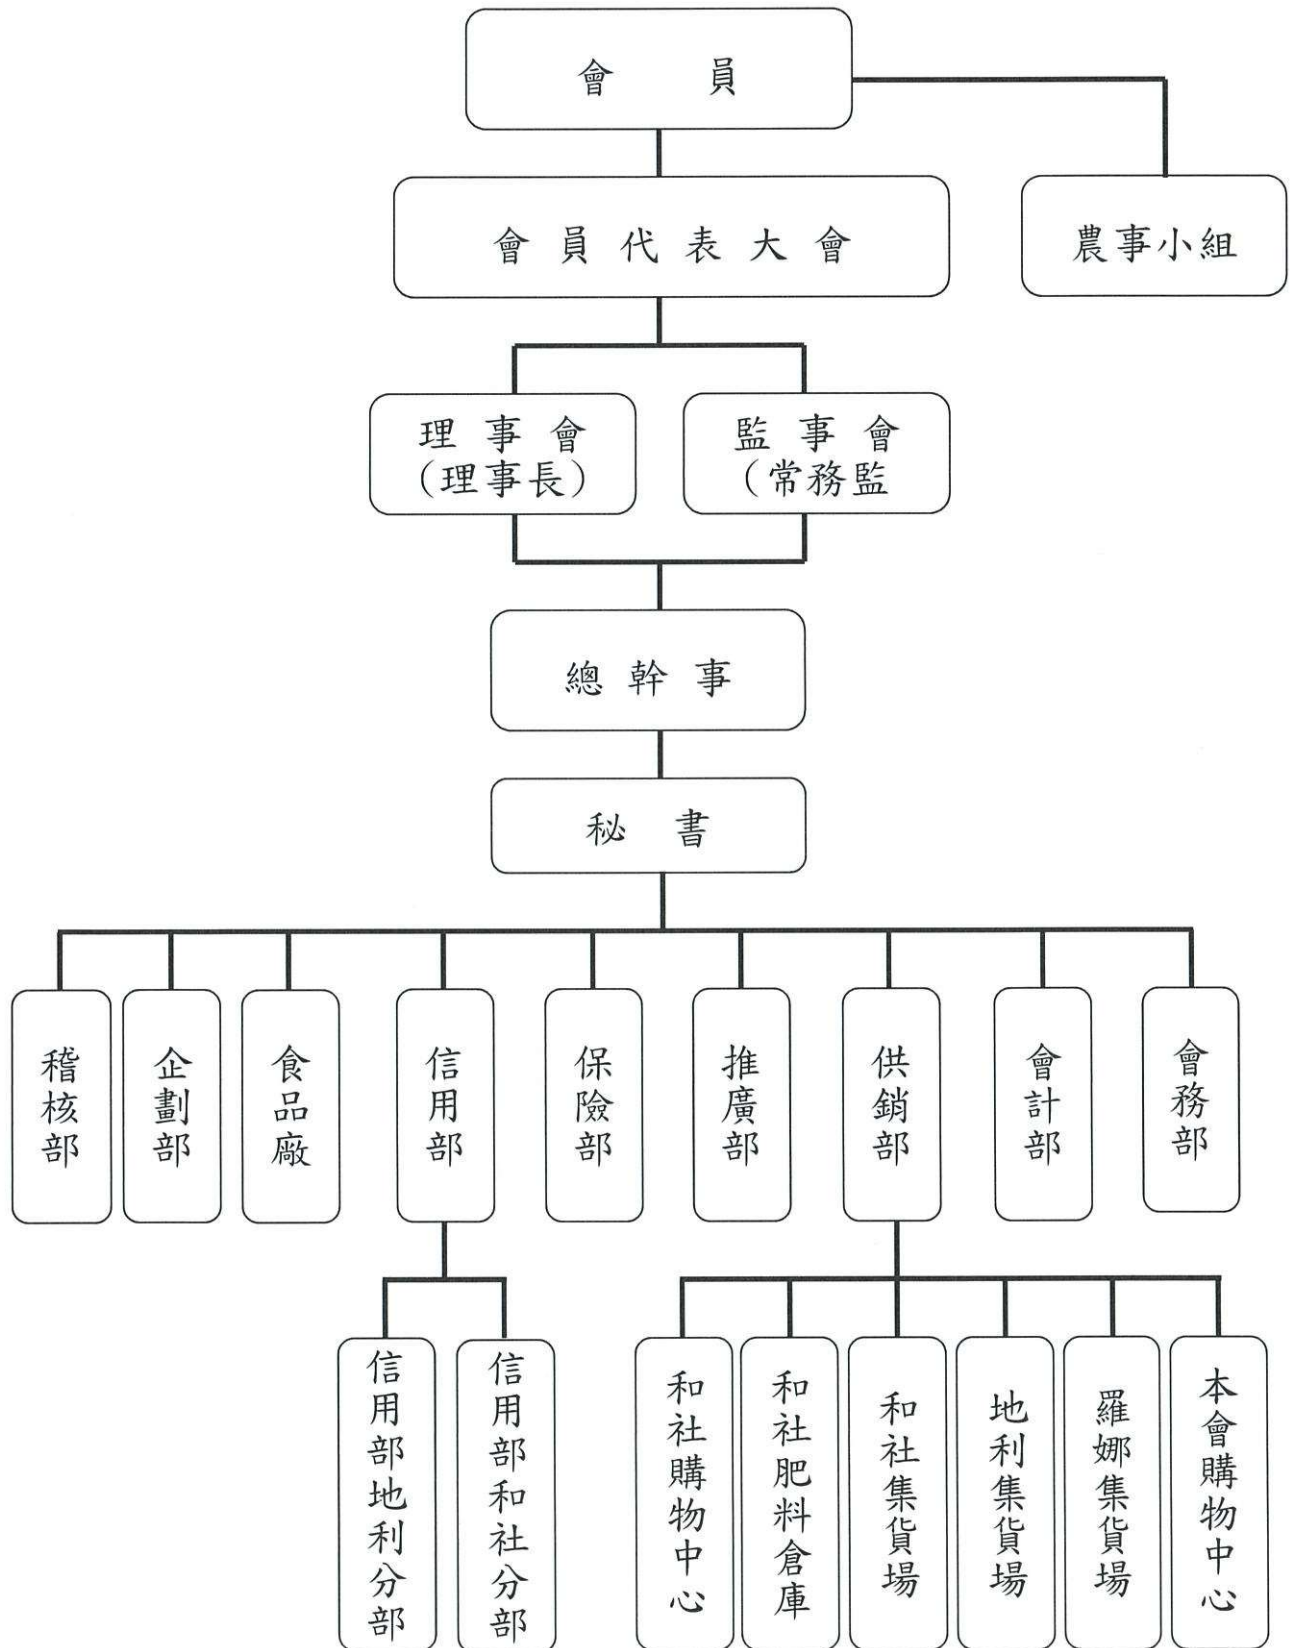 會員
會員代表大會
農事小組
理事會
(理事長)
監事會
(常務監
總幹事
秘書
稽核部
企劃部
食品廠
信用部
保險部
推廣部
供銷部
會計部
會務部
信用部地利分部
信用部和社分部
和社購物中心
和社肥料倉庫
和社集貨場
地利集貨場
羅娜集貨場
本會購物中心